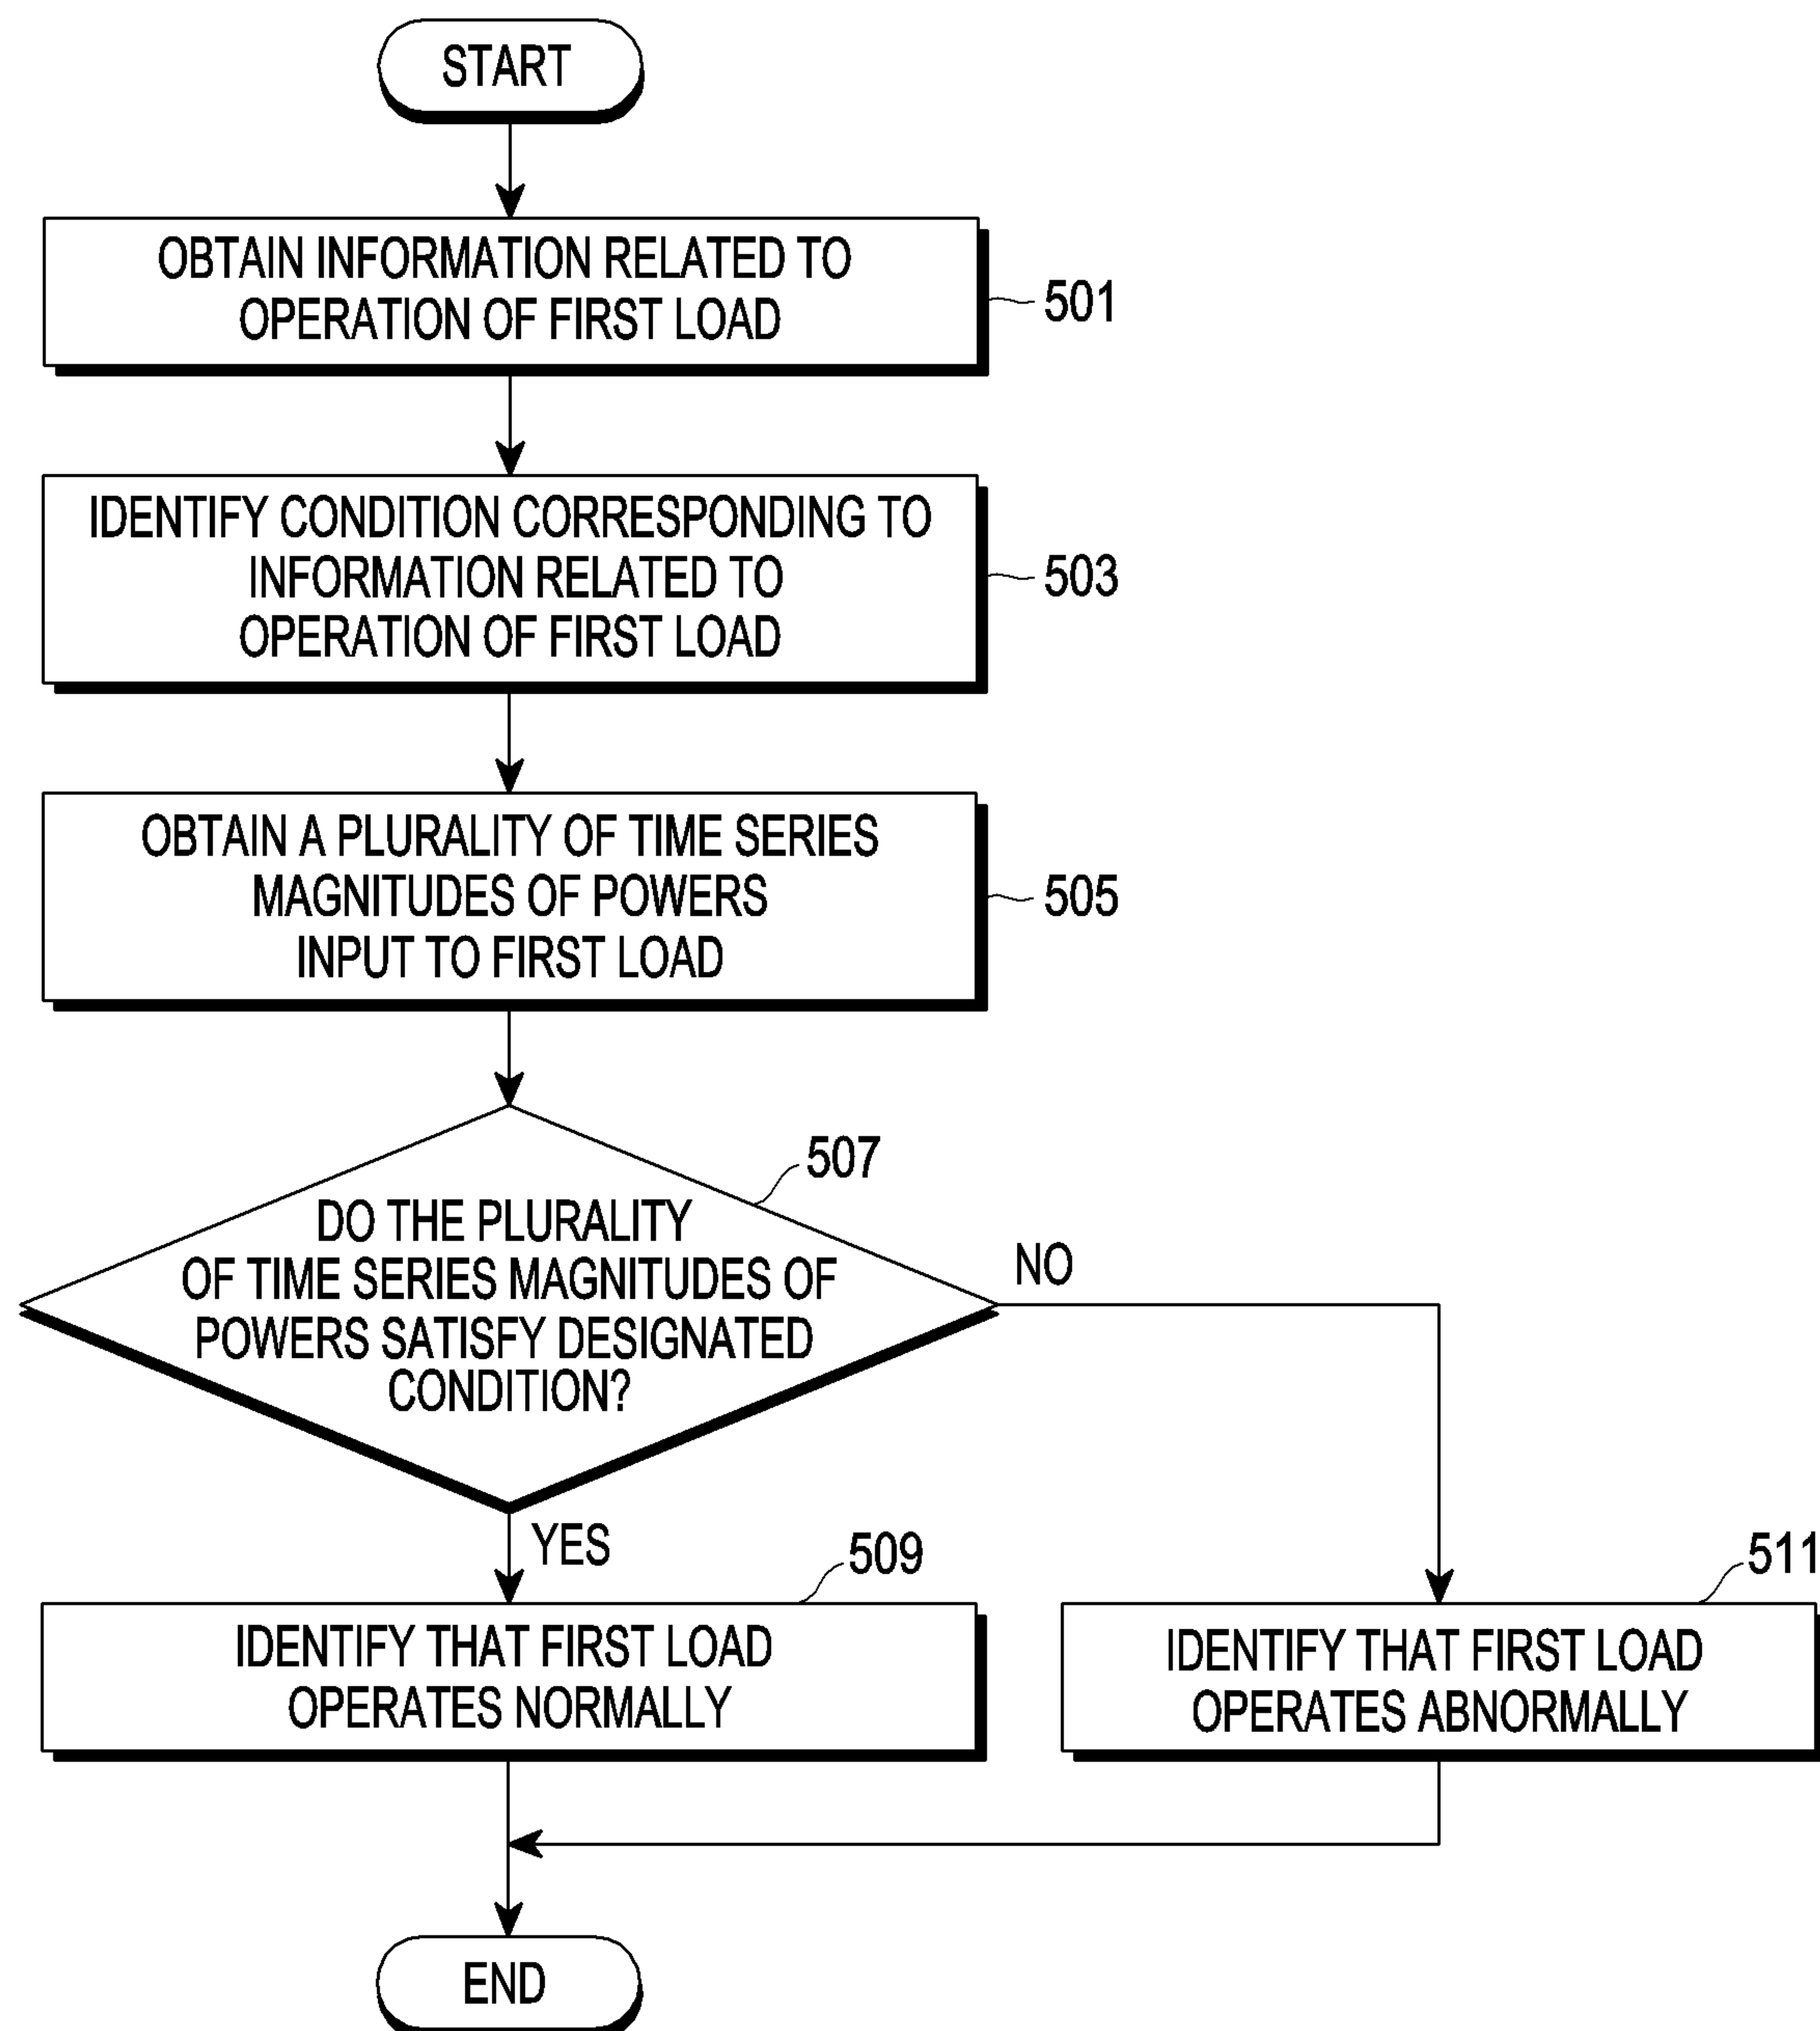 START
OBTAIN INFORMATION RELATED TO
OPERATION OF FIRST LOAD
501
IDENTIFY CONDITION CORRESPONDING TO
INFORMATION RELATED TO
OPERATION OF FIRST LOAD
503
OBTAIN A PLURALITY OF TIME SERIES
MAGNITUDES OF POWERS
INPUT TO FIRST LOAD
505
507
DO THE PLURALITY
OF TIME SERIES MAGNITUDES OF
POWERS SATISFY DESIGNATED
CONDITION?
NO
YES
509
IDENTIFY THAT FIRST LOAD
OPERATES NORMALLY
511
IDENTIFY THAT FIRST LOAD
OPERATES ABNORMALLY
END